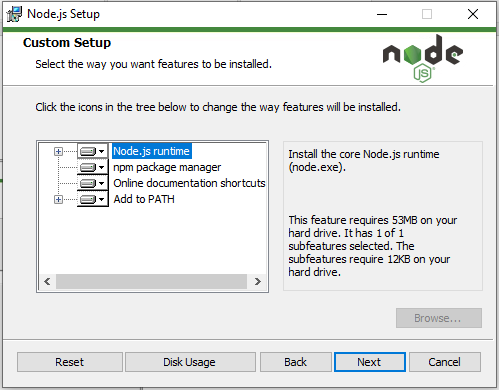 Node.js Setup
Custom Setup
Select the way you want features to be installed.
node
JS
Click the icons in the tree below to change the way features will be installed.
Node.js runtime
npm package manager
Online documentation shortcuts
Add to PATH
Install the core Node.js runtime
(node.exe).
This feature requires 53MB on your
hard drive. It has 1 of 1
subfeatures selected. The
subfeatures require 12KB on your
hard drive.
Browse...
Reset
Disk Usage
Back
Next
Cancel